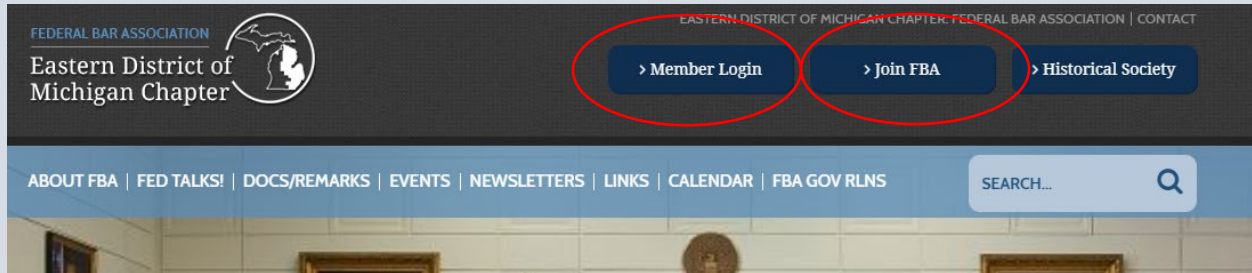 EASTERN DISTRICT OF MICHIGAN CHAPTER: FEDERAL BAR ASSOCIATION | CONTACT
FEDERAL BAR ASSOCIATION
Eastern District of
Michigan Chapter
> Member Login
> Join FBA
> Historical Society
ABOUT FBA | FED TALKS! | DOCS/REMARKS | EVENTS | NEWSLETTERS | LINKS | CALENDAR | FBA GOV RLNS
SEARCH...